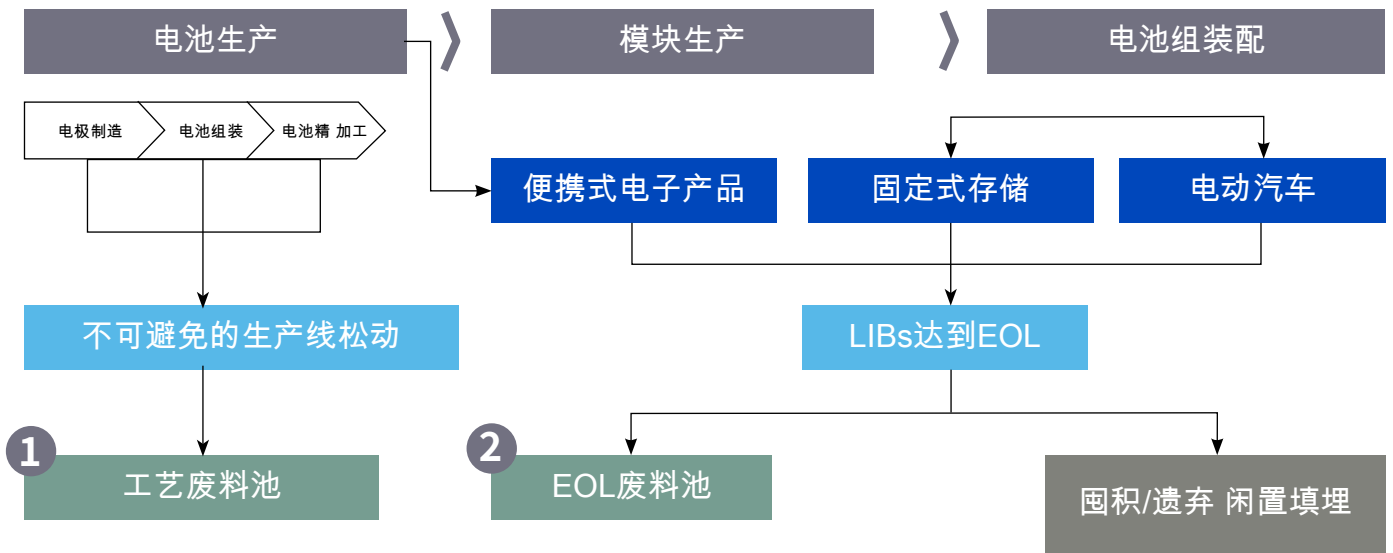 电池生产
模块生产
电池组装配
电极制造
电池组装
电池精 加工
便携式电子产品
固定式存储
电动汽车
不可避免的生产线松动
LIBs达到EOL
1
工艺废料池
2
EOL废料池
囤积/遗弃 闲置填埋